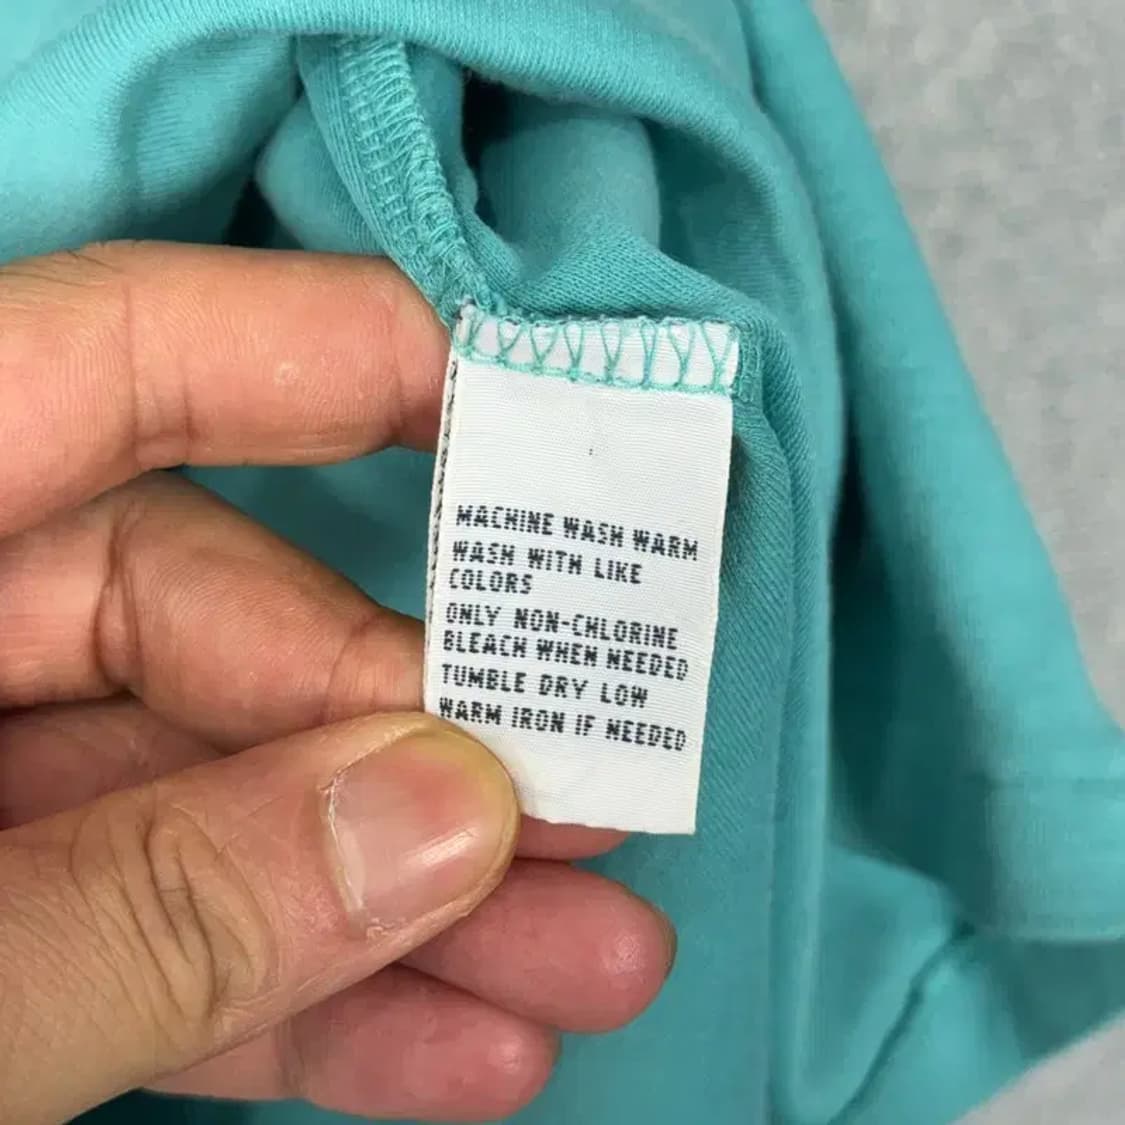 MACHINE WASH WARM
WASH WITH LIKE
COLORS
ONLY NON-CHLORINE
BLEACH WHEN NEEDED
TUMBLE DRY LOW
WARM IRON IF NEEDED